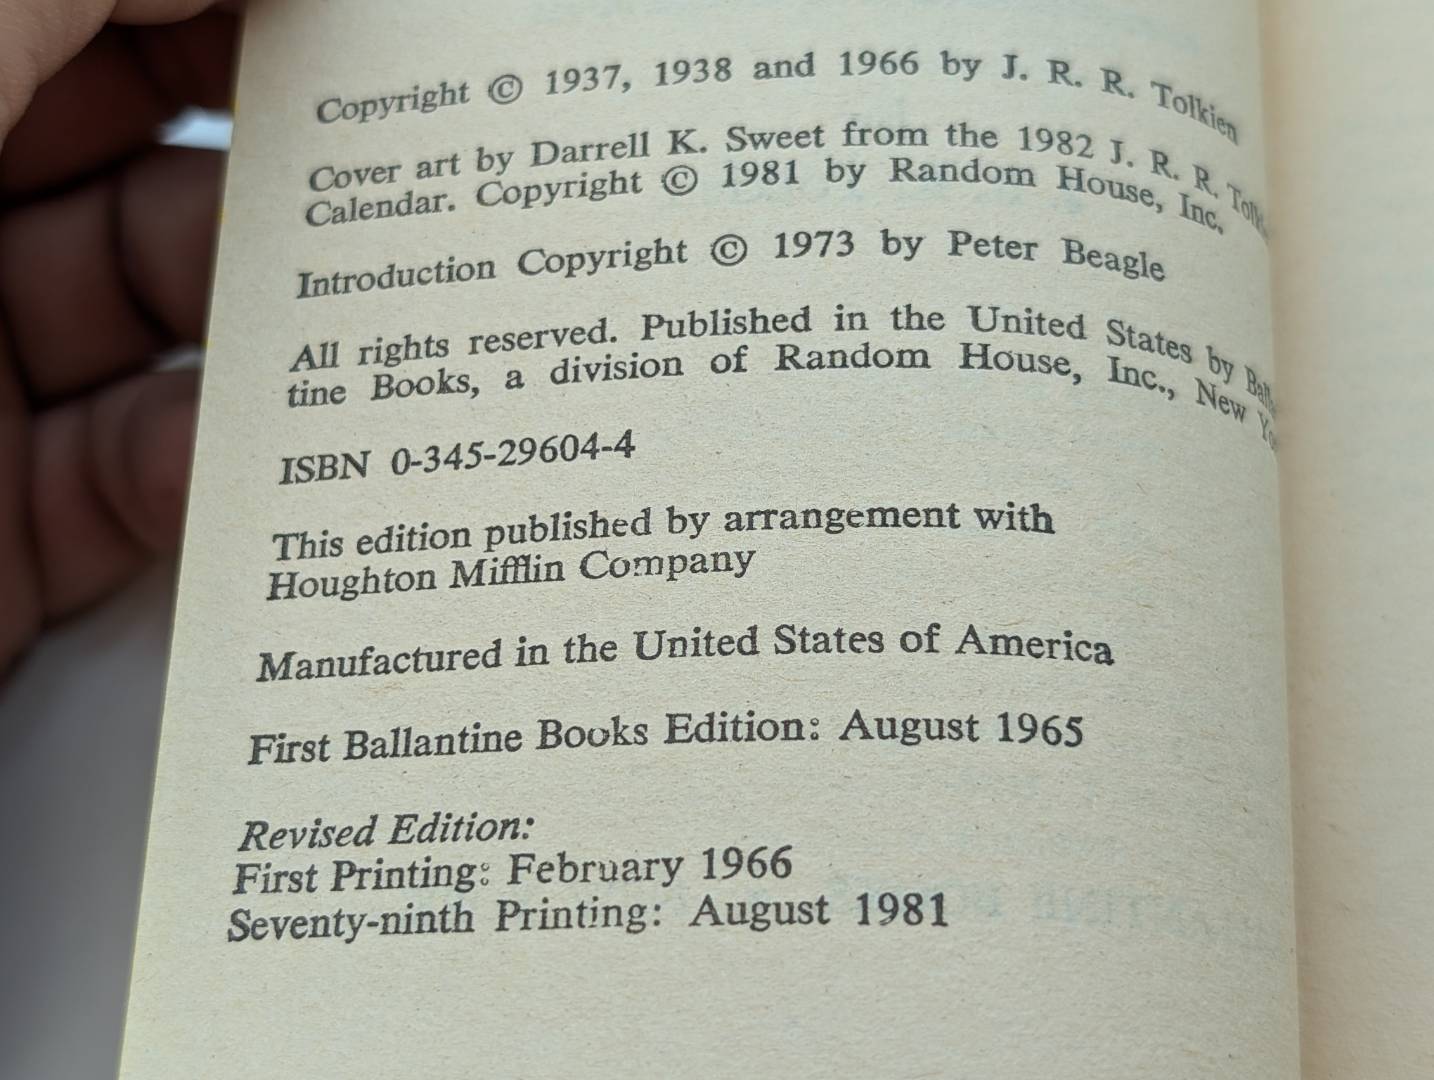 Copyright © 1937, 1938 and 1966 by J. R. R. Tolkien
Cover art by Darrell K. Sweet from the 1982 J. R. R.
Calendar. Copyright © 1981 by Random House, Inc.
Introduction Copyright © 1973 by Peter Beagle
All rights reserved. Published in the United States by
tine Books, a division of Random House, Inc., New
ISBN 0-345-29604-4
This edition published by arrangement with
Houghton Mifflin Company
Manufactured in the United States of America
First Ballantine Books Edition: August 1965
Revised Edition:
First Printing: February 1966
Seventy-ninth Printing: August 1981